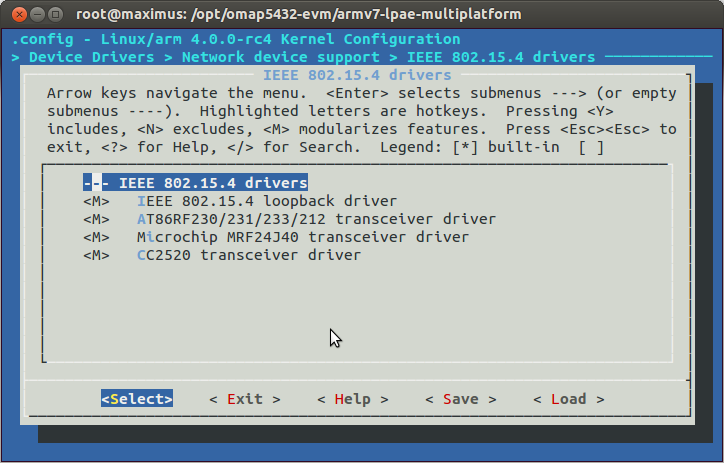 root@maximus: /opt/omap5432-evm/armv7-lpae-multiplatform
.config - Linux/arm 4.0.0-rc4 Kernel Configuration
> Device Drivers > Network device support > IEEE 802.15.4 drivers
IEEE 802.15.4 drivers
Arrow keys navigate the menu.  <Enter> selects submenus ---> (or empty
submenus ----).  Highlighted letters are hotkeys.  Pressing <Y>
includes, <N> excludes, <M> modularizes features.  Press <Esc><Esc> to
exit, <?> for Help, </> for Search.  Legend: [*] built-in  [ ]
--- IEEE 802.15.4 drivers
<M>   IEEE 802.15.4 loopback driver
<M>   AT86RF230/231/233/212 transceiver driver
<M>   Microchip MRF24J40 transceiver driver
<M>   CC2520 transceiver driver
<Select>    < Exit >    < Help >    < Save >    < Load >